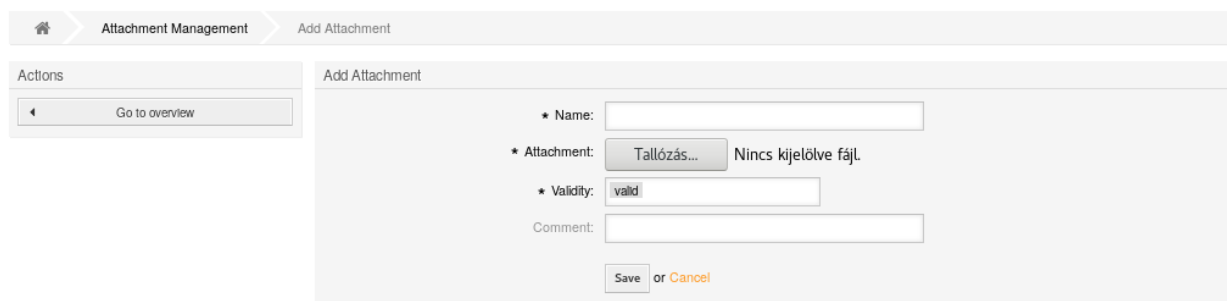 Attachment Management Add Attachment
Actions
Go to overview
Add Attachment
★ Name:
★ Attachment: Tallózás... Nincs kijelölve fájl.
★ Validity: valid
Comment:
Save or Cancel